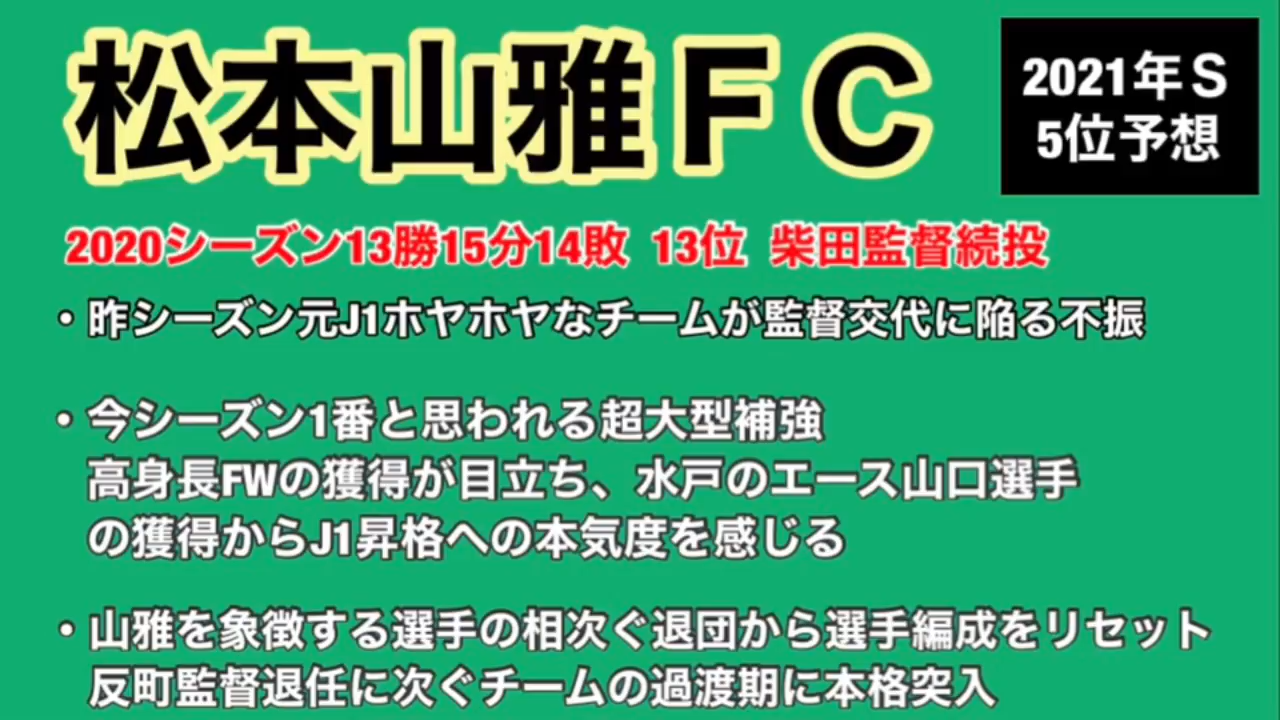 松本山雅ＦＣ
2021年Ｓ
5位予想
2020シーズン13勝15分14敗 13位 柴田監督続投
・昨シーズン元J1ホヤホヤなチームが監督交代に陥る不振
・今シーズン1番と思われる超大型補強
高身長FWの獲得が目立ち、水戸のエース山口選手
の獲得からJ1昇格への本気度を感じる
・山雅を象徴する選手の相次ぐ退団から選手編成をリセット
反町監督退任に次ぐチームの過渡期に本格突入